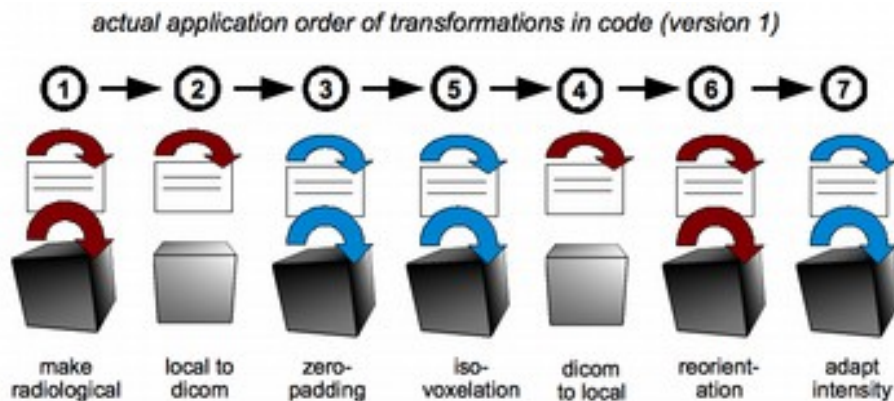 actual application order of transformations in code (version 1)
1 2 3 5 4 6 7
make local to zero- iso- dicom reorient- adapt
radiological dicom padding voxelation to local ation intensity